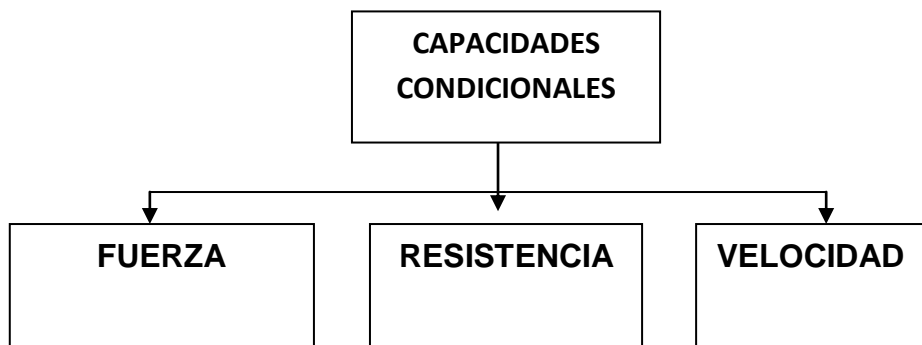 CAPACIDADES
CONDICIONALES
FUERZA
RESISTENCIA
VELOCIDAD